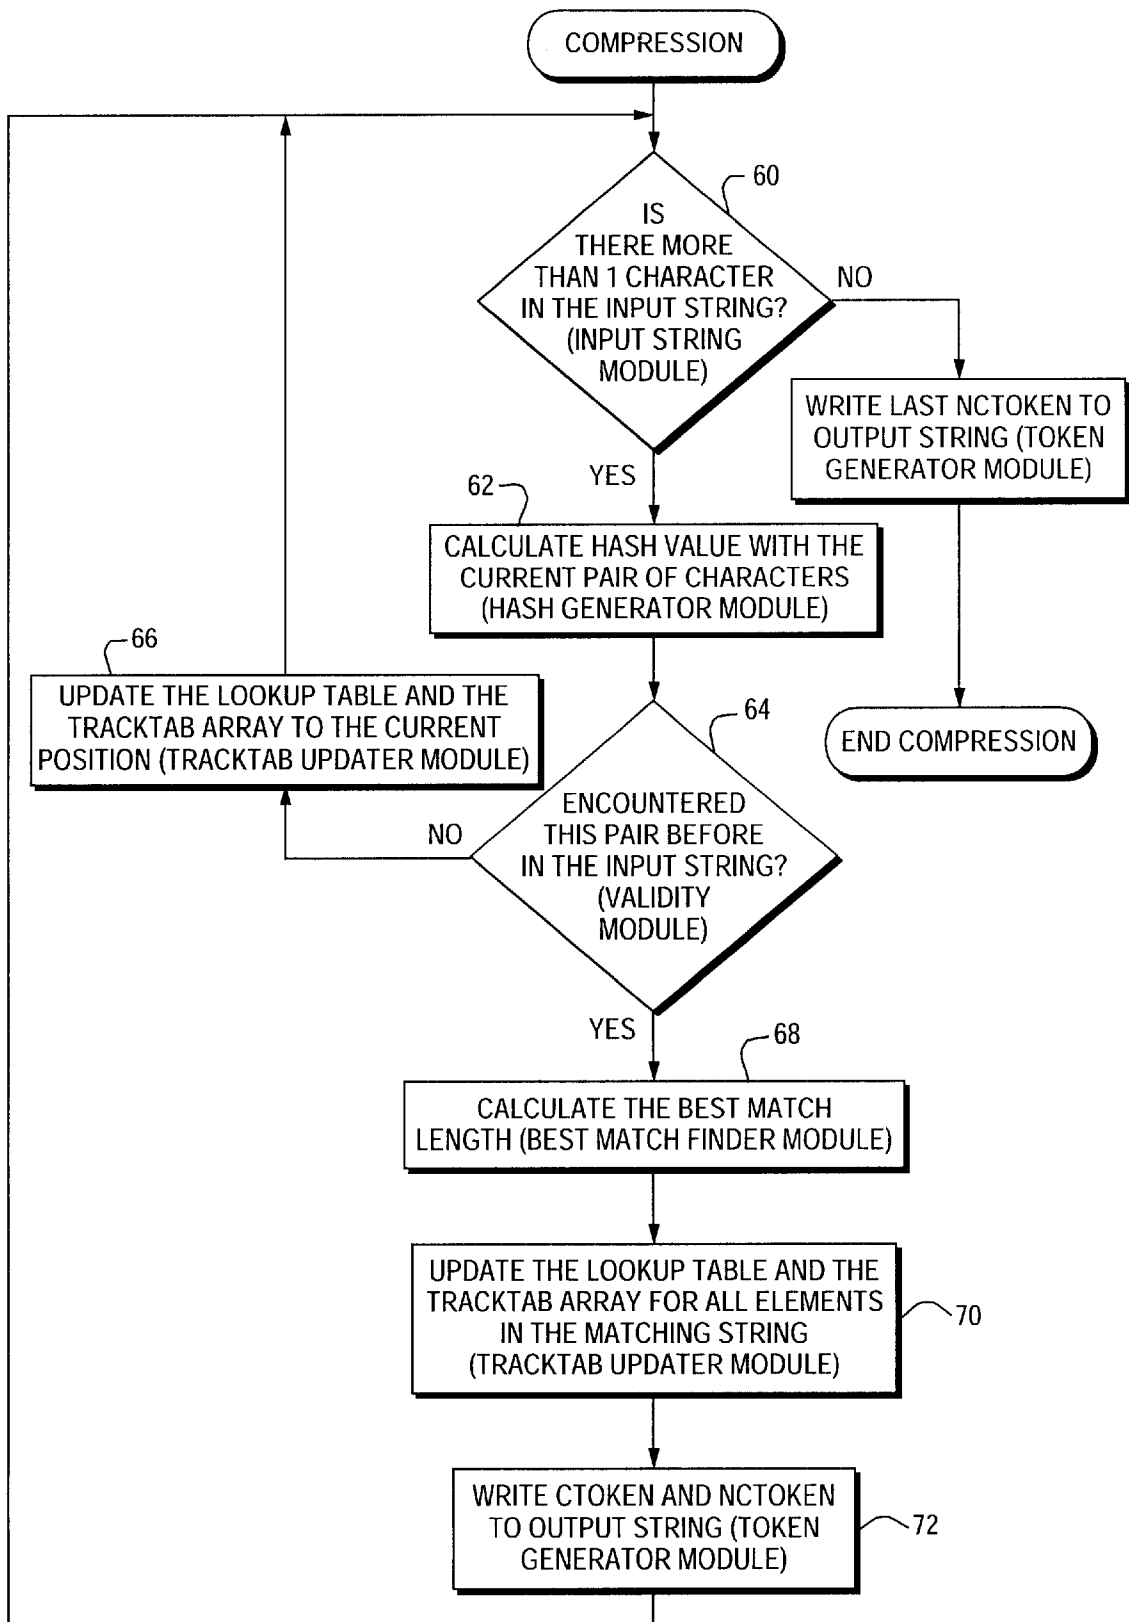 COMPRESSION
60
IS
THERE MORE
THAN 1 CHARACTER
IN THE INPUT STRING?
(INPUT STRING
MODULE)
NO
WRITE LAST NCTOKEN TO
OUTPUT STRING (TOKEN
GENERATOR MODULE)
YES
62
CALCULATE HASH VALUE WITH THE
CURRENT PAIR OF CHARACTERS
(HASH GENERATOR MODULE)
66
UPDATE THE LOOKUP TABLE AND THE
TRACKTAB ARRAY TO THE CURRENT
POSITION (TRACKTAB UPDATER MODULE)
64
END COMPRESSION
ENCOUNTERED
THIS PAIR BEFORE
IN THE INPUT STRING?
(VALIDITY
MODULE)
NO
YES
68
CALCULATE THE BEST MATCH
LENGTH (BEST MATCH FINDER MODULE)
UPDATE THE LOOKUP TABLE AND THE
TRACKTAB ARRAY FOR ALL ELEMENTS
IN THE MATCHING STRING
(TRACKTAB UPDATER MODULE)
70
WRITE CTOKEN AND NCTOKEN
TO OUTPUT STRING (TOKEN
GENERATOR MODULE)
72